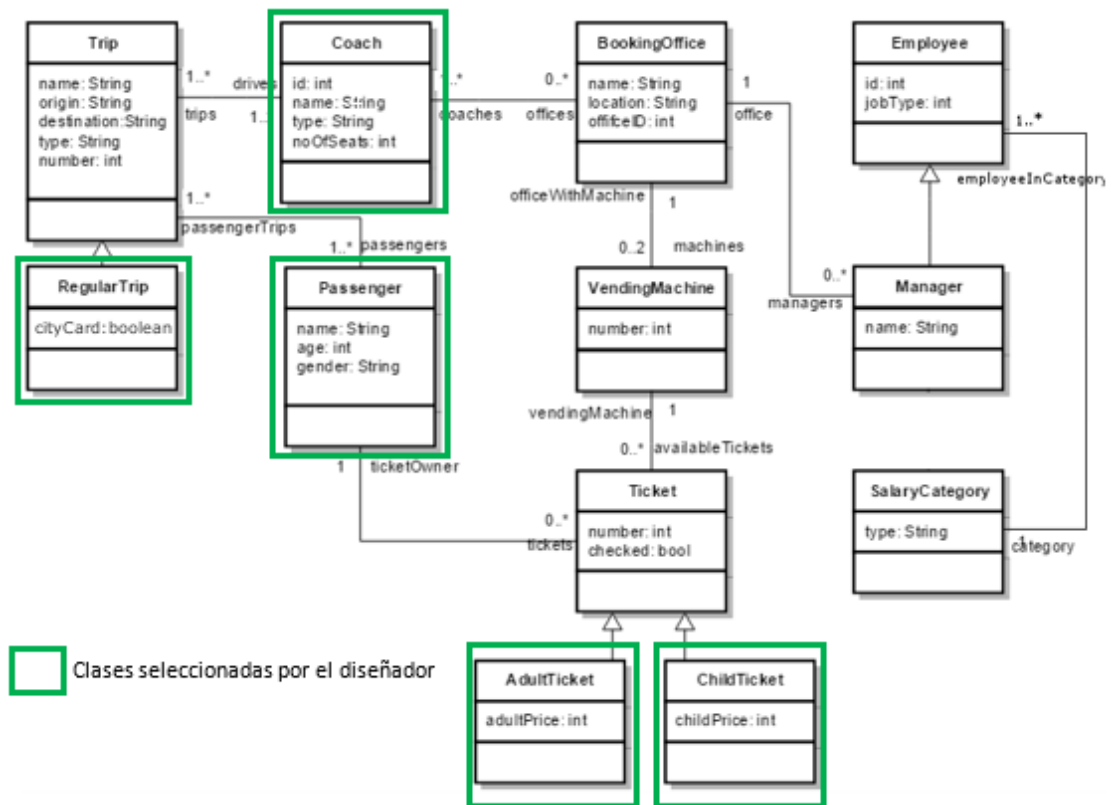 Trip
name: String
origin: String
destination:String
type: String
number: int
1..*
trips
drives
1..
Coach
id: int
name: String
type: String
noOfSeats: int
1..*
coaches
0..*
offices
BookingOffice
name: String
location: String
offifceID: int
1
office
Employee
id: int
jobType: int
1..*
employeeInCategory
1..*
passengerTrips
1..*
passengers
officeWithMachine
1
0..2
machines
0..*
managers
RegularTrip
cityCard: boolean
Passenger
name: String
age: int
gender: String
VendingMachine
number: int
Manager
name: String
vendingMachine
1
0..*
availableTickets
1
ticketOwner
0..*
tickets
Ticket
number: int
checked: bool
SalaryCategory
type: String
1
category
Clases seleccionadas por el diseñador
AdultTicket
adultPrice: int
ChildTicket
childPrice: int